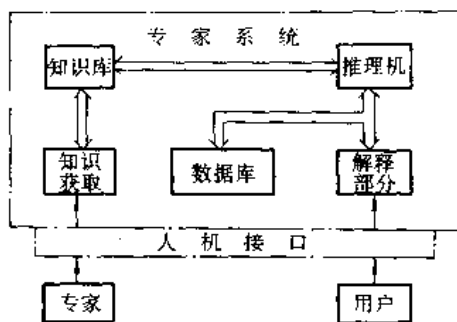 专家系统
知识库
推理机
知识
获取
数据库
解释
部分
人机接口
专家
用户